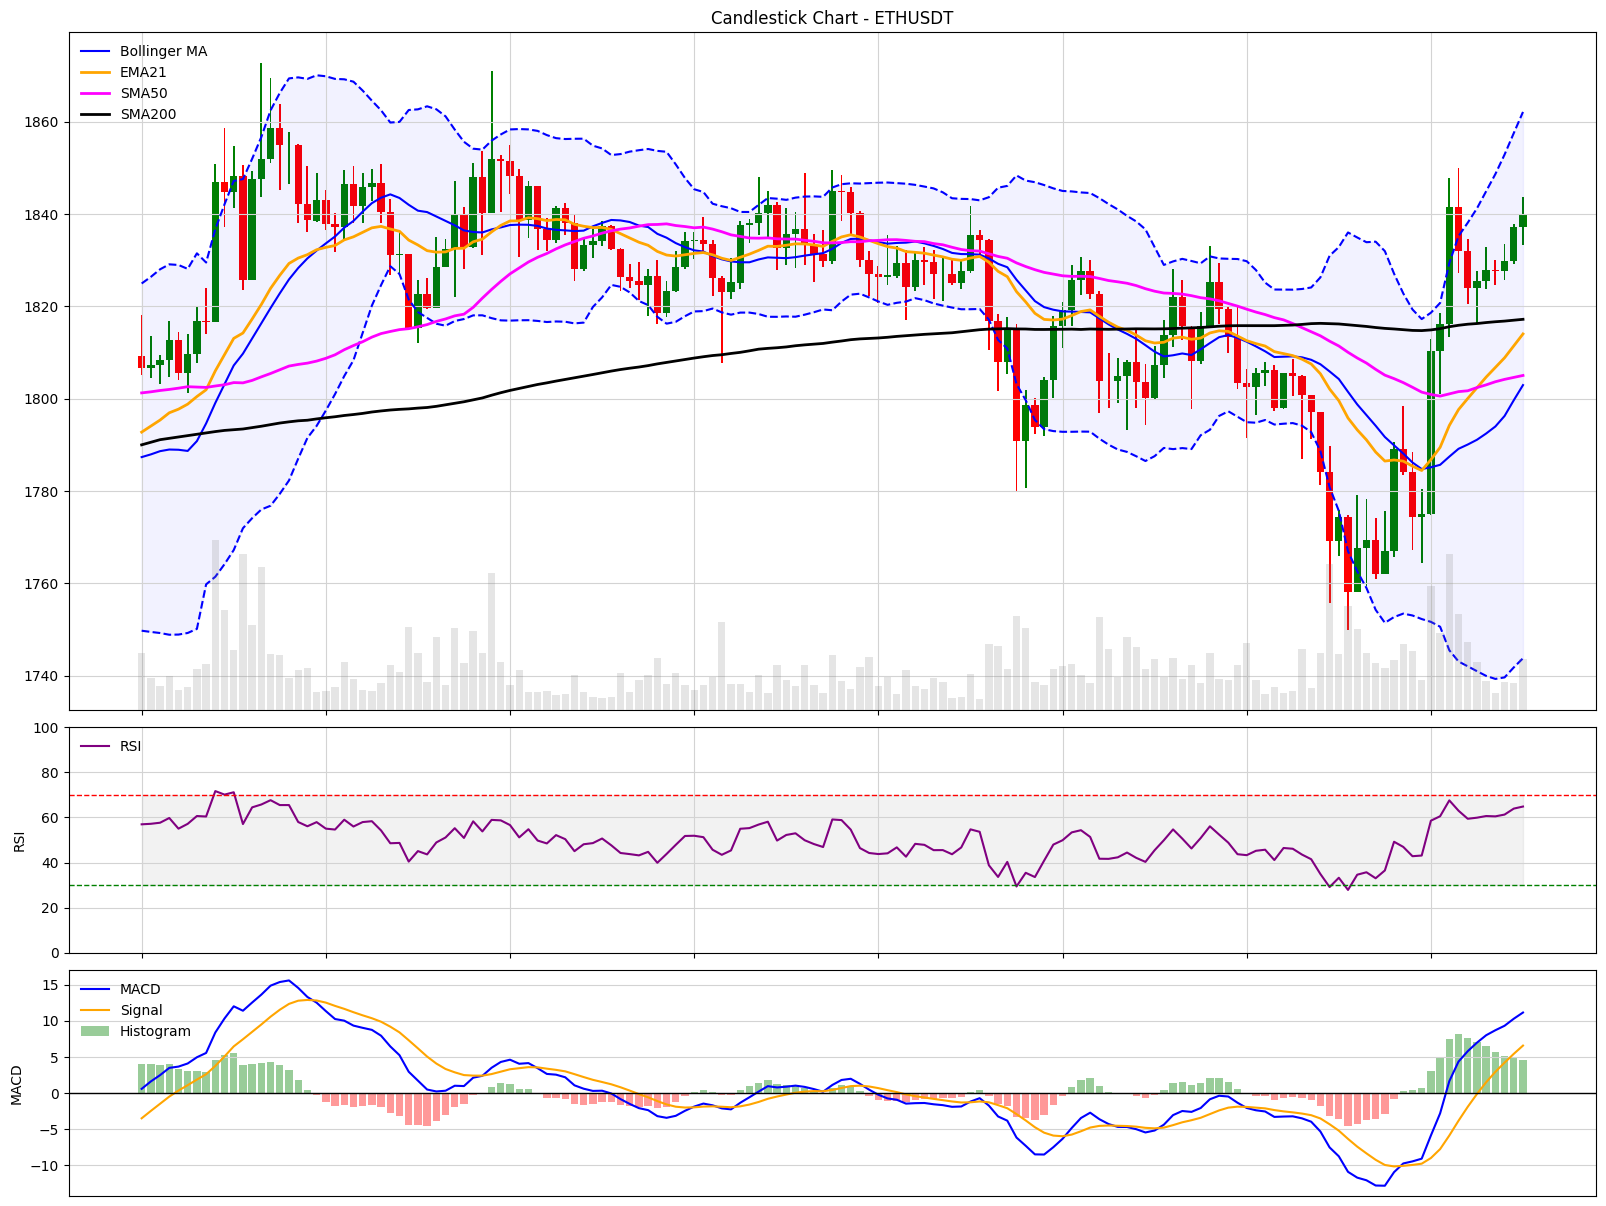 Candlestick Chart - ETHUSDT
Bollinger MA
EMA21
SMA50
SMA200
1860
1840
1820
1800
1780
1760
1740
100
80
60
40
20
0
RSI
RSI
15
10
5
0
−5
−10
MACD
MACD
Signal
Histogram